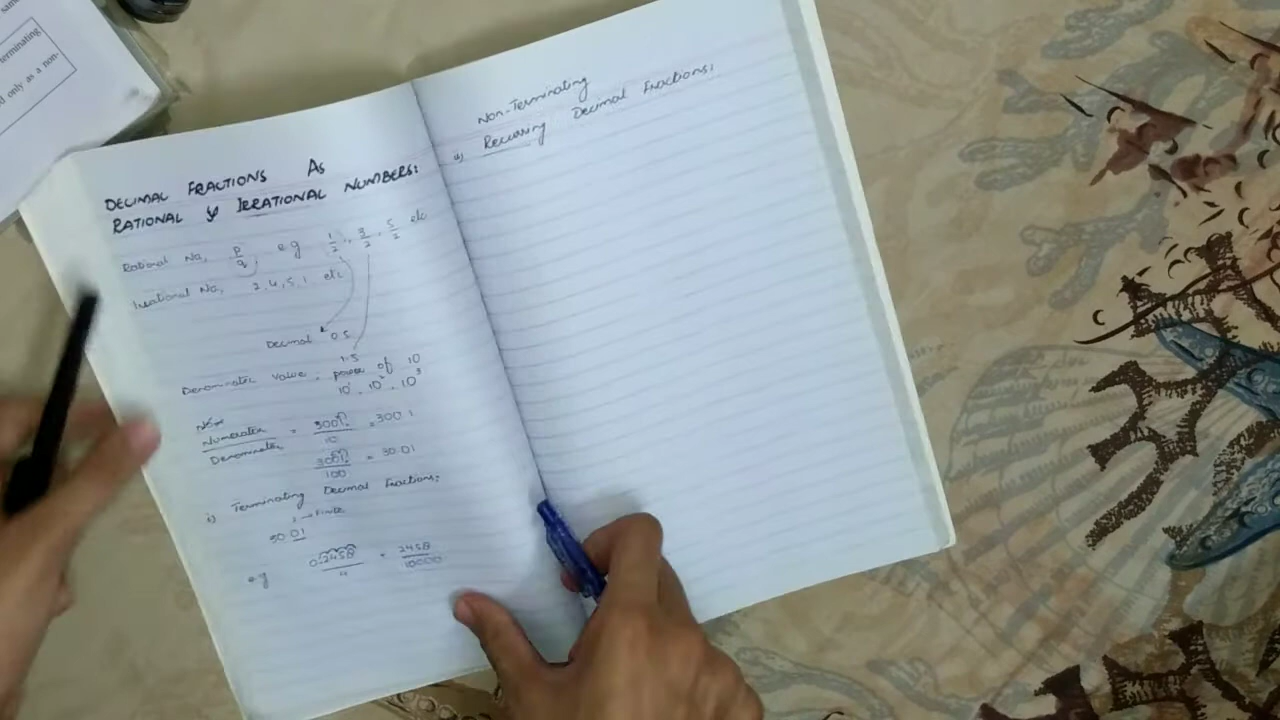 same
terminating
d only as a non-
DECIMAL FRACTIONS AS
RATIONAL & IRRATIONAL NUMBERS:
Rational No, p/q, e g 1/2, 3/2, 5/2 etc
Irrational No, 2, 4, 5, 1 etc
Decimal 0.5
1.5
Denominator value, power of 10
10¹, 10², 10³
Numerator/Denominator = 3001/10 = 300.1
3001/100 = 30.01
i) Terminating Decimal Fractions:
→ Finite
30.01
e.g 0.2458 = 2458/10000
4
Non-Terminating
ii) Recurring Decimal Fractions: